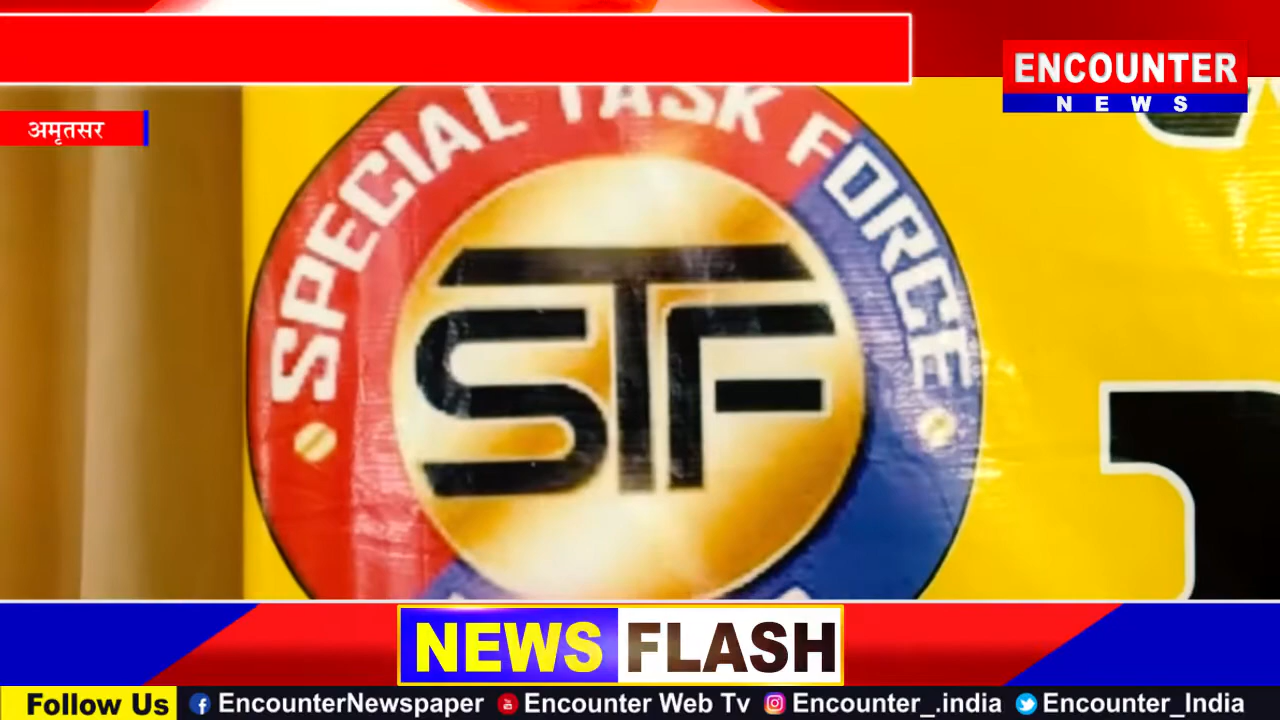 ENCOUNTER
NEWS
अमृतसर
SPECIAL TASK FORCE
STF
NEWS FLASH
Follow Us EncounterNewspaper Encounter Web Tv Encounter_.india Encounter_India